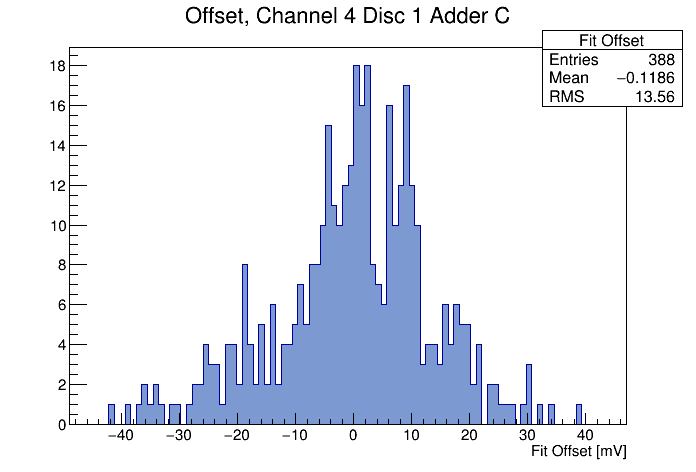 Offset, Channel 4 Disc 1 Adder C
Fit Offset
Entries 388
Mean −0.1186
RMS 13.56
18
16
14
12
10
8
6
4
2
0
−40 −30 −20 −10 0 10 20 30 40
Fit Offset [mV]